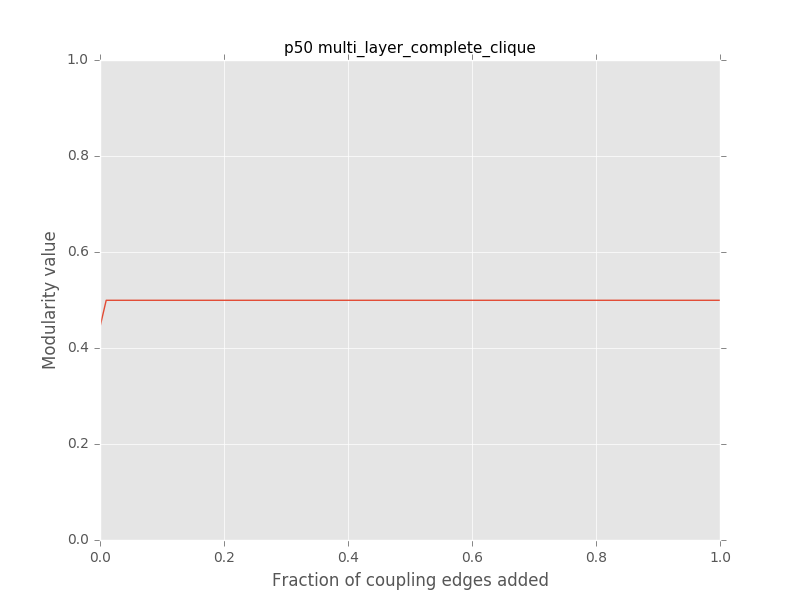 p50 multi_layer_complete_clique
1.0
0.8
0.6
0.4
0.2
0.0
Modularity value
0.0 0.2 0.4 0.6 0.8 1.0
Fraction of coupling edges added